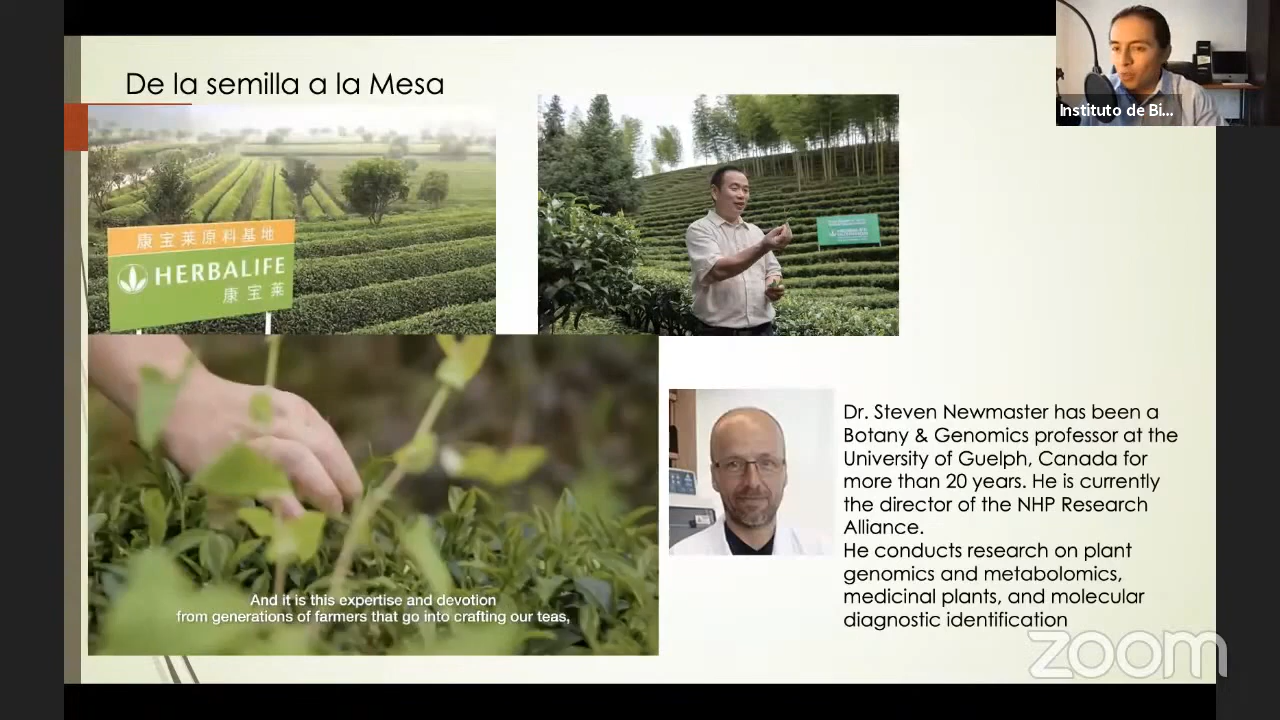 De la semilla a la Mesa
Instituto de Bi...
康宝莱原料基地
HERBALIFE
康宝莱
And it is this expertise and devotion
from generations of farmers that go into crafting our teas,
Dr. Steven Newmaster has been a
Botany & Genomics professor at the
University of Guelph, Canada for
more than 20 years. He is currently
the director of the NHP Research
Alliance.
He conducts research on plant
genomics and metabolomics,
medicinal plants, and molecular
diagnostic identification
zoom